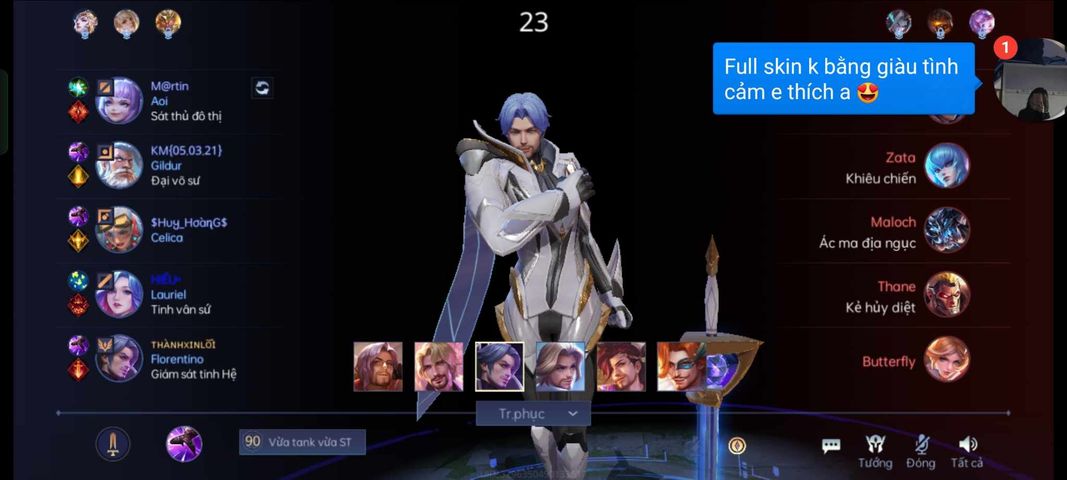 23
Full skin k bằng giàu tình
cảm e thích a 🤩
1
M@rtin
Aoi
Sát thủ đô thị
KM{05.03.21}
Gildur
Đại võ sư
$Huy_HoànG$
Celica
HIẾU
Lauriel
Tinh vân sứ
THÀNHXINLỖI
Florentino
Giám sát tinh Hệ
Zata
Khiêu chiến
Maloch
Ác ma địa ngục
Thane
Kẻ hủy diệt
Butterfly
Tr.phục
90 Vừa tank vừa ST
Tướng
Đóng
Tất cả